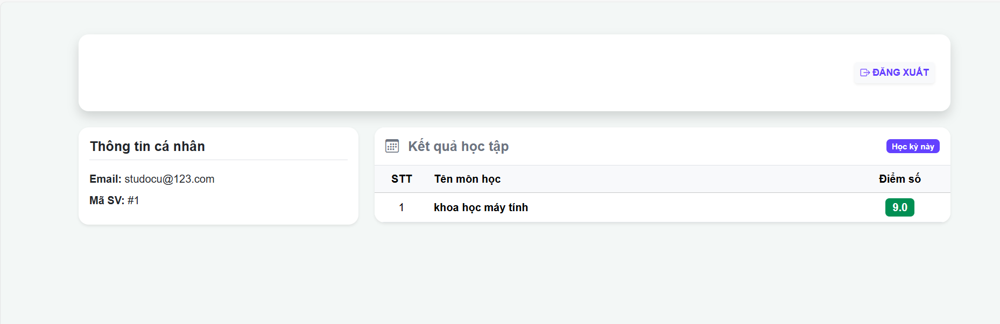 ĐĂNG XUẤT
Thông tin cá nhân
Email: studocu@123.com
Mã SV: #1
Kết quả học tập
Học kỳ này
STT Tên môn học Điểm số
1 khoa học máy tính 9.0